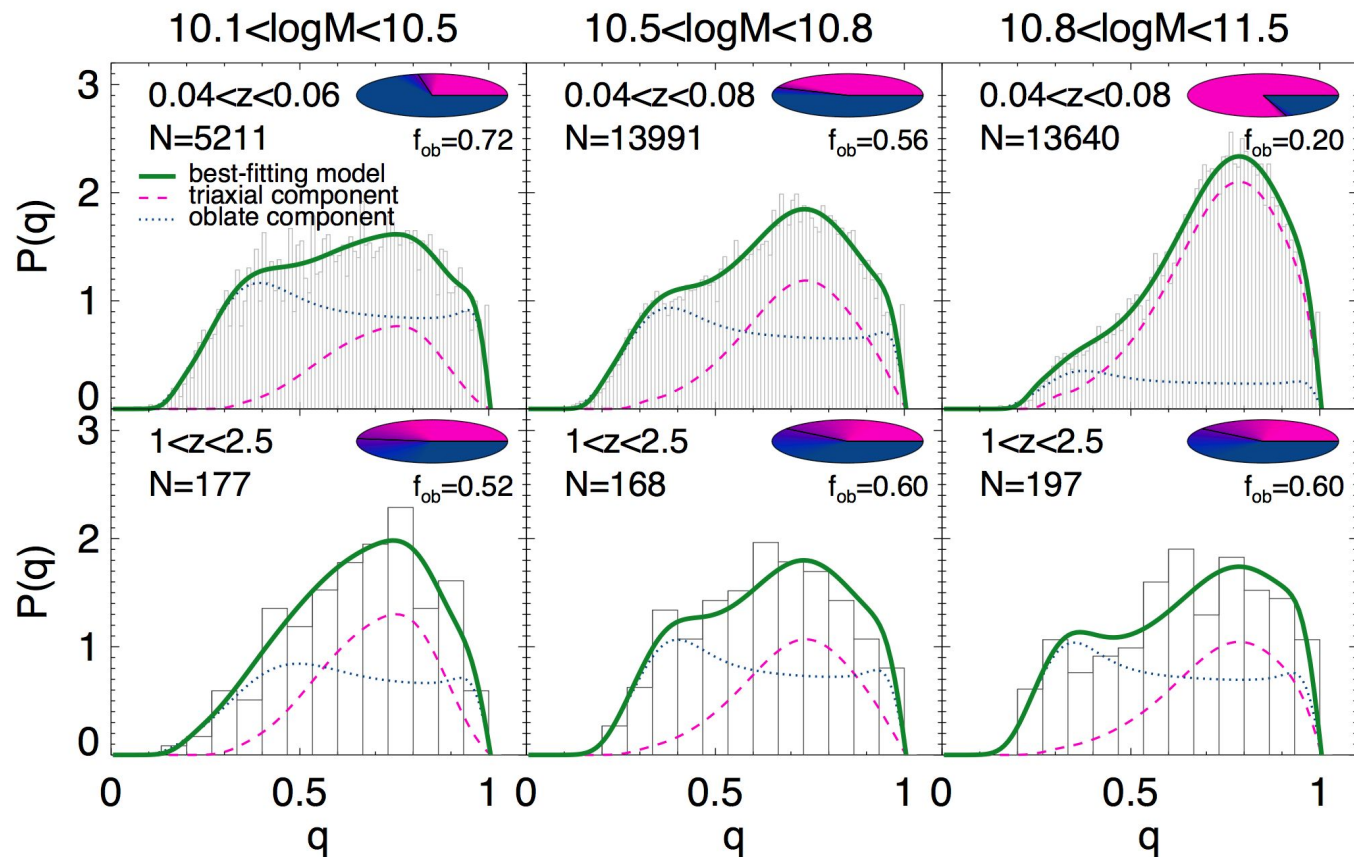 10.1<logM<10.5
10.5<logM<10.8
10.8<logM<11.5
3
2
1
0
P(q)
0.04<z<0.06
N=5211
f_ob=0.72
best-fitting model
triaxial component
oblate component
0.04<z<0.08
N=13991
f_ob=0.56
0.04<z<0.08
N=13640
f_ob=0.20
3
2
1
0
P(q)
1<z<2.5
N=177
f_ob=0.52
1<z<2.5
N=168
f_ob=0.60
1<z<2.5
N=197
f_ob=0.60
0 0.5 1 0 0.5 1 0 0.5 1
q q q